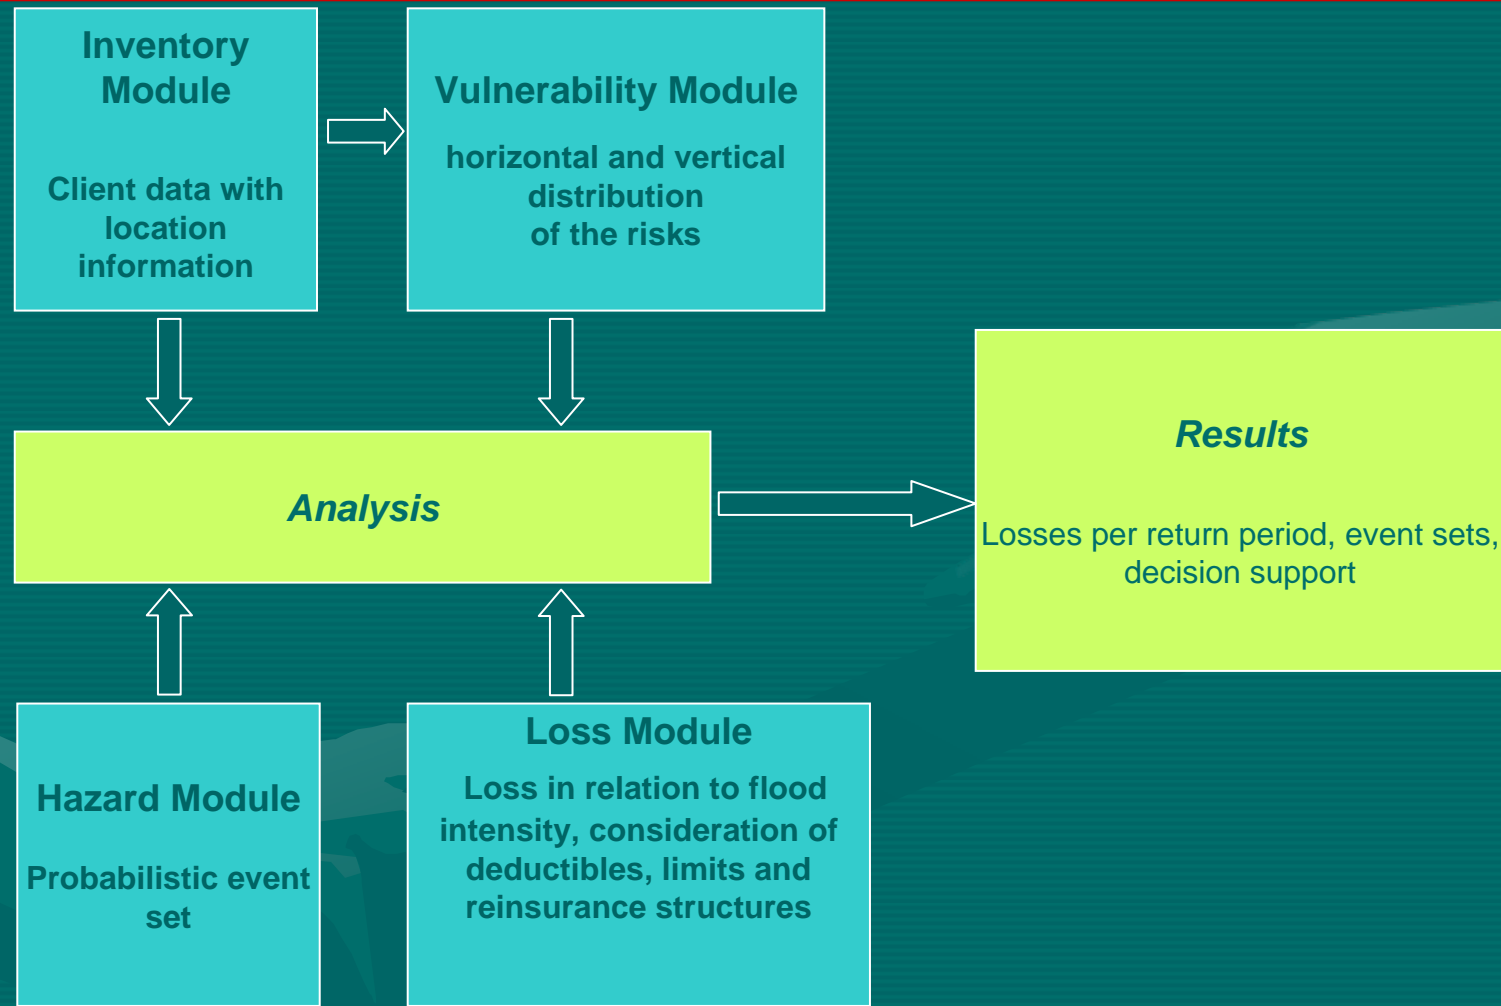 Inventory
Module
Client data with
location
information
Vulnerability Module
horizontal and vertical
distribution
of the risks
Analysis
Results
Losses per return period, event sets,
decision support
Hazard Module
Probabilistic event
set
Loss Module
Loss in relation to flood
intensity, consideration of
deductibles, limits and
reinsurance structures